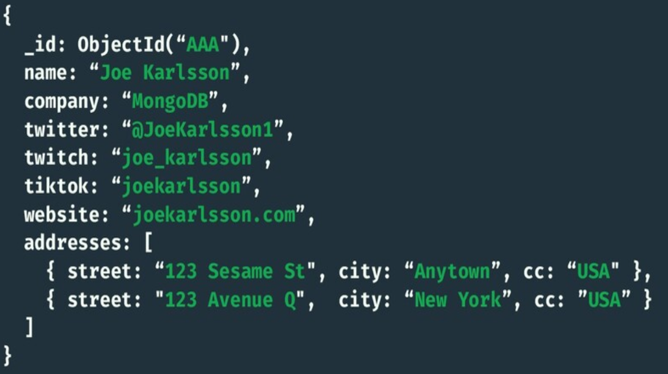 {
  _id: ObjectId(“AAA"),
  name: “Joe Karlsson”,
  company: “MongoDB”,
  twitter: “@JoeKarlsson1”,
  twitch: “joe_karlsson”,
  tiktok: “joekarlsson”,
  website: “joekarlsson.com”,
  addresses: [
    { street: “123 Sesame St", city: “Anytown”, cc: “USA" },
    { street: "123 Avenue Q",  city: “New York”, cc: ”USA” }
  ]
}